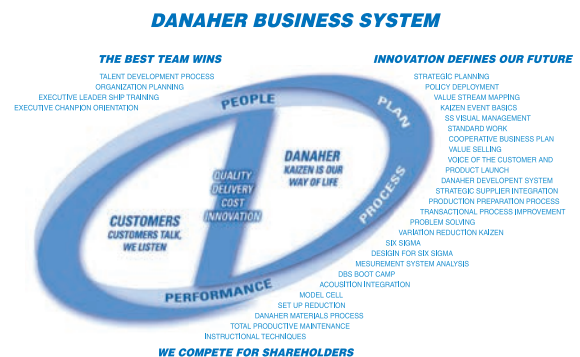 DANAHER BUSINESS SYSTEM
THE BEST TEAM WINS
TALENT DEVELOPMENT PROCESS
ORGANIZATION PLANNING
EXECUTIVE LEADER SHIP TRAINING
EXECUTIVE CHANPION ORIENTATION
INNOVATION DEFINES OUR FUTURE
STRATEGIC PLANNING
POLICY DEPLOYMENT
VALUE STREAM MAPPING
KAIZEN EVENT BASICS
SS VISUAL MANAGEMENT
STANDARD WORK
COOPERATIVE BUSINESS PLAN
VALUE SELLING
VOICE OF THE CUSTOMER AND
PRODUCT LAUNCH
DANAHER DEVELOPENT SYSTEM
STRATEGIC SUPPLIER INTEGRATION
PRODUCTION PREPARATION PROCESS
TRANSACTIONAL PROCESS IMPROVEMENT
PROBLEM SOLVING
VARIATION REDUCTION KAIZEN
SIX SIGMA
DESIGIN FOR SIX SIGMA
MESUREMENT SYSTEM ANALYSIS
DBS BOOT CAMP
ACOUSITION INTEGRATION
MODEL CELL
SET UP REDUCTION
DANAHER MATERIALS PROCESS
TOTAL PRODUCTIVE MAINTENANCE
INSTRUCTIONAL TECHNIQUES
PEOPLE
PLAN
PROCESS
PERFORMANCE
QUALITY
DELIVERY
COST
INNOVATION
DANAHER
KAIZEN IS OUR
WAY OF LIFE
CUSTOMERS
CUSTOMERS TALK,
WE LISTEN
WE COMPETE FOR SHAREHOLDERS